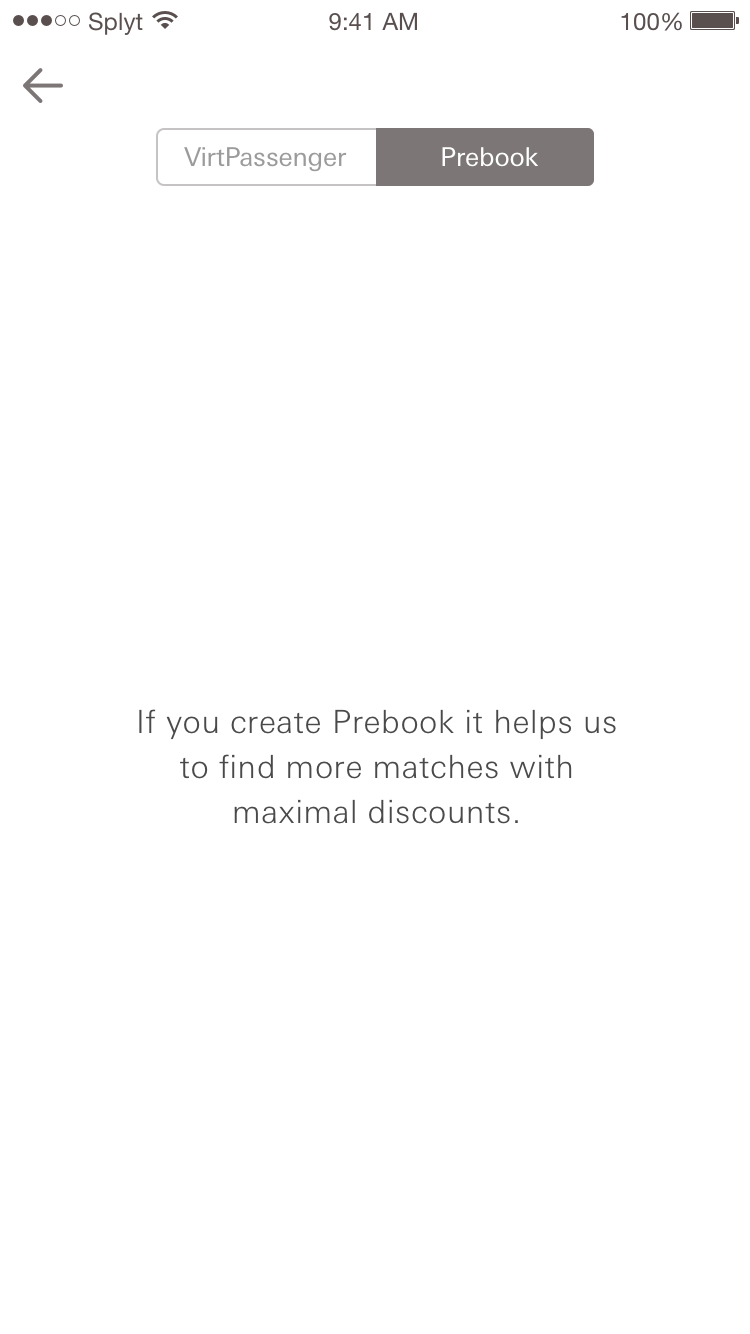 Splyt 9:41 AM 100%
VirtPassenger Prebook
If you create Prebook it helps us
to find more matches with
maximal discounts.